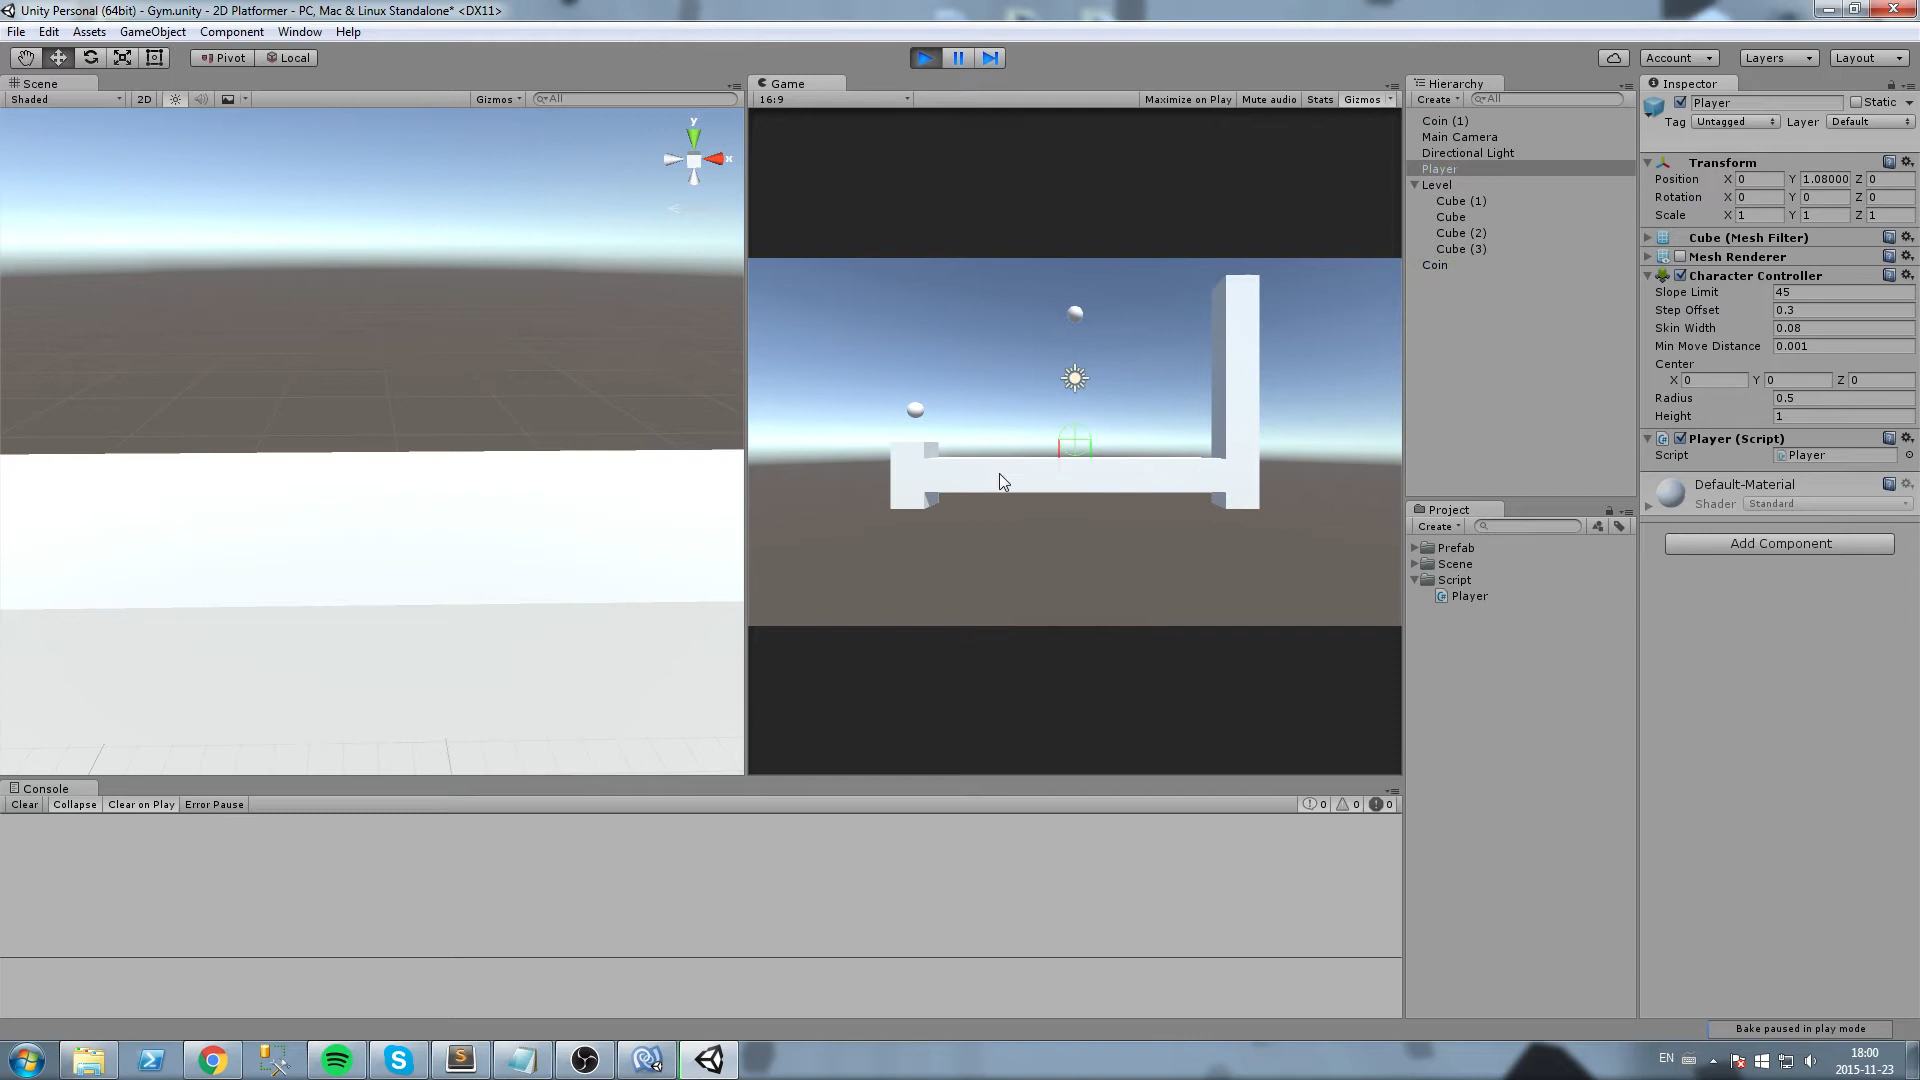 Unity Personal (64bit) - Gym.unity - 2D Platformer - PC, Mac & Linux Standalone* <DX11>
File Edit Assets GameObject Component Window Help
Pivot Local Account Layers Layout
Scene
Shaded 2D Gizmos All
Game
16:9 Maximize on Play Mute audio Stats Gizmos
y
x
Hierarchy
Create All
Coin (1)
Main Camera
Directional Light
Player
Level
Cube (1)
Cube
Cube (2)
Cube (3)
Coin
Project
Create
Prefab
Scene
Script
Player
Inspector
Player Static
Tag Untagged Layer Default
Transform
Position X 0 Y 1.08000 Z 0
Rotation X 0 Y 0 Z 0
Scale X 1 Y 1 Z 1
Cube (Mesh Filter)
Mesh Renderer
Character Controller
Slope Limit 45
Step Offset 0.3
Skin Width 0.08
Min Move Distance 0.001
Center
X 0 Y 0 Z 0
Radius 0.5
Height 1
Player (Script)
Script Player
Default-Material
Shader Standard
Add Component
Console
Clear Collapse Clear on Play Error Pause 0 0 0
Bake paused in play mode
EN 18:00
2015-11-23